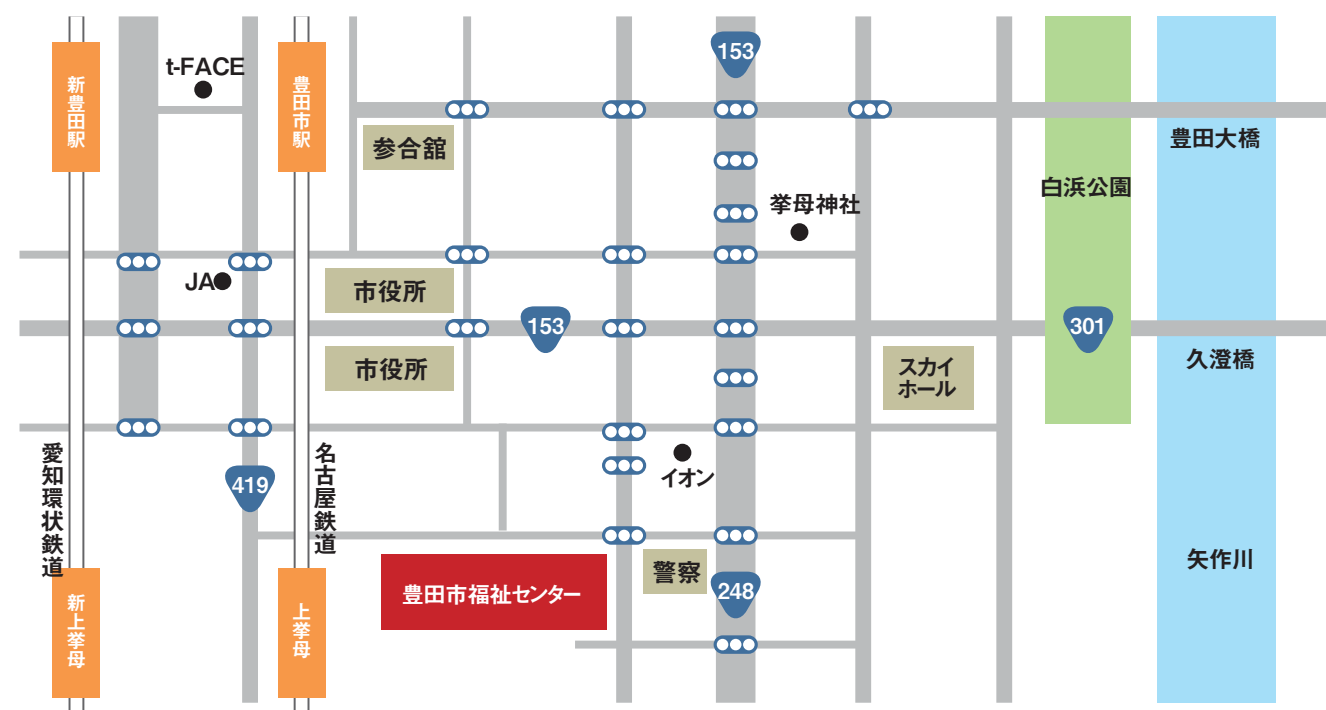 153
t-FACE
新豊田駅
豊田市駅
参合舘
豊田大橋
白浜公園
挙母神社
JA
市役所
153
301
市役所
スカイ
ホール
久澄橋
愛知環状鉄道
名古屋鉄道
419
イオン
矢作川
警察
248
豊田市福祉センター
新上挙母
上挙母